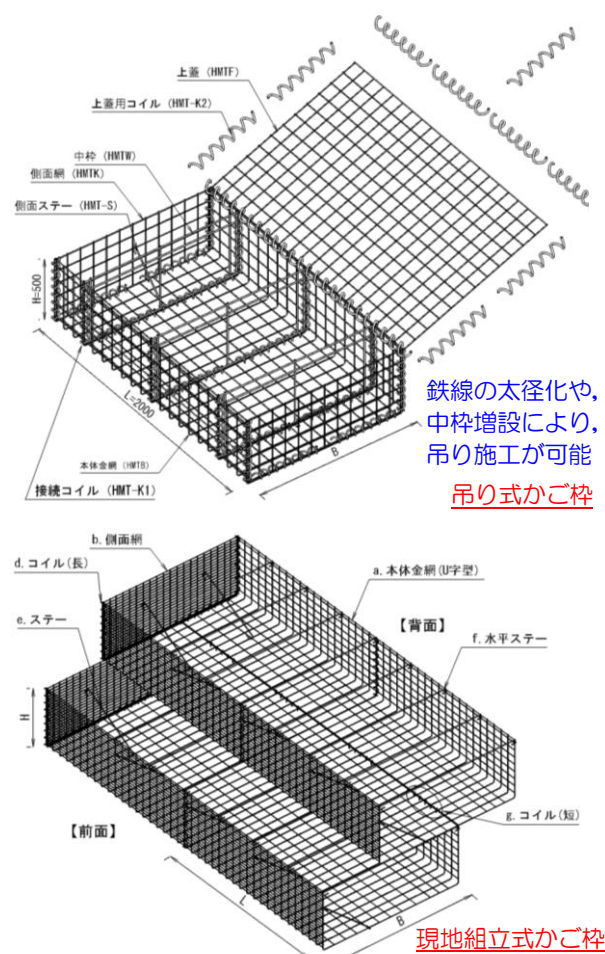 上蓋 (HMTF)
上蓋用コイル (HMT-K2)
中枠 (HMTW)
側面網 (HMTK)
側面ステー (HMT-S)
H=500
L=2000
B
本体金網 (HMTB)
接続コイル (HMT-K1)
鉄線の太径化や,
中枠増設により,
吊り施工が可能
吊り式かご枠
b. 側面網
d. コイル(長)
a. 本体金網(U字型)
e. ステー
【背面】
f. 水平ステー
H
g. コイル(短)
【前面】
L
B
現地組立式かご枠